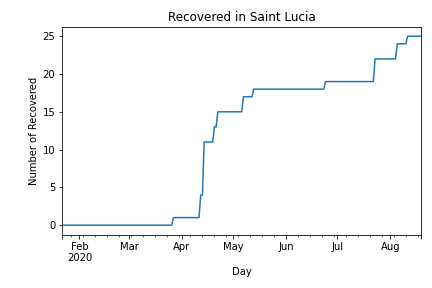 Recovered in Saint Lucia
Number of Recovered
25
20
15
10
5
0
Feb Mar Apr May Jun Jul Aug
2020
Day